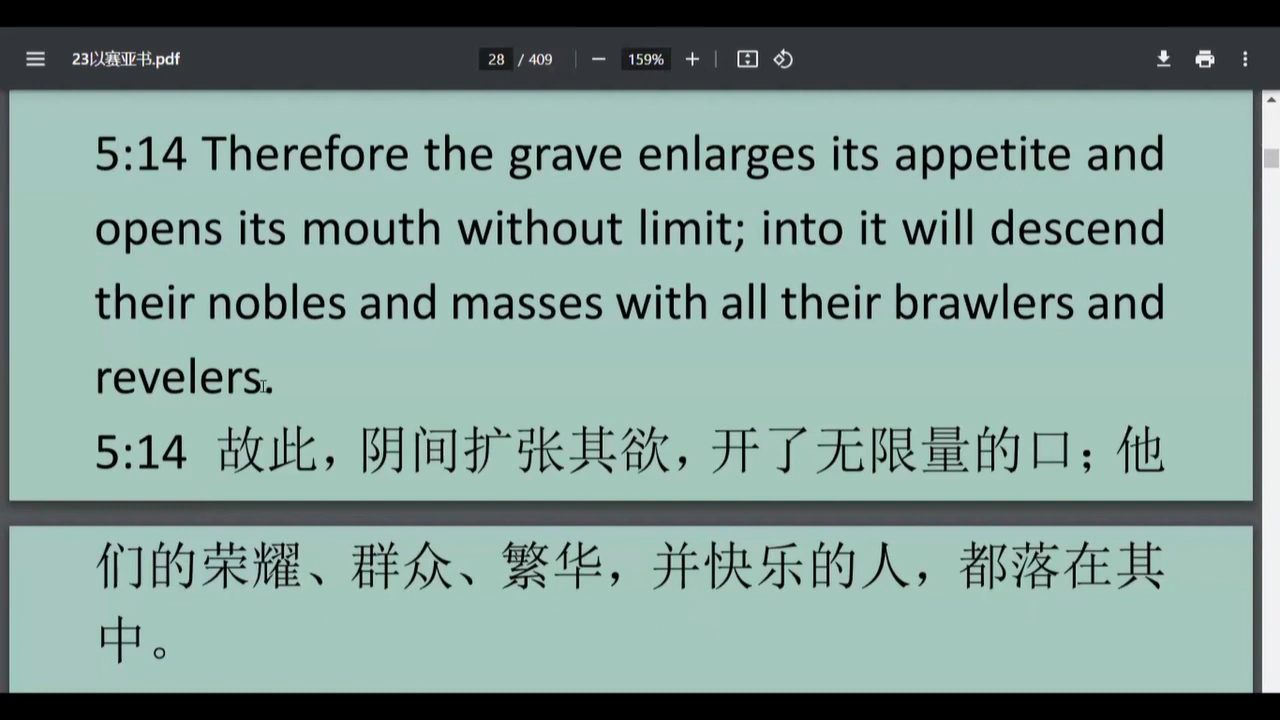 23以赛亚书.pdf
28 / 409
159%
5:14 Therefore the grave enlarges its appetite and
opens its mouth without limit; into it will descend
their nobles and masses with all their brawlers and
revelers.
5:14 故此，阴间扩张其欲，开了无限量的口；他
们的荣耀、群众、繁华，并快乐的人，都落在其
中。